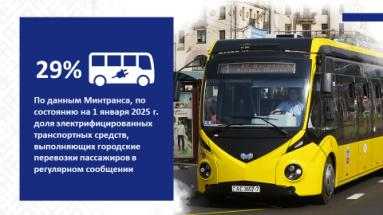 29%
По данным Минтранса, по
состоянию на 1 января 2025 г.
доля электрифицированных
транспортных средств,
выполняющих городские
перевозки пассажиров в
регулярном сообщении